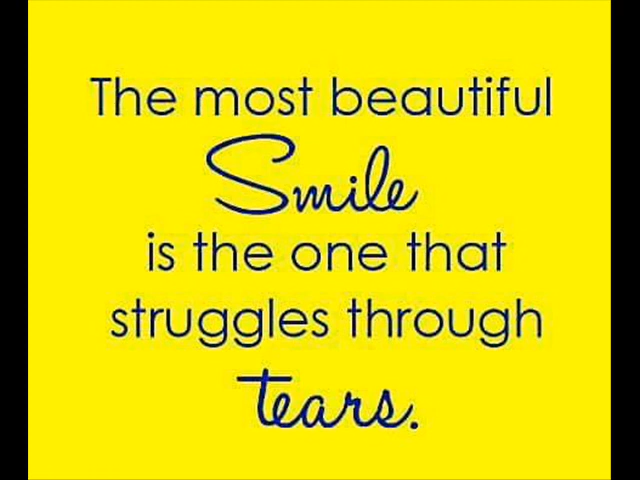 The most beautiful
Smile
is the one that
struggles through
tears.